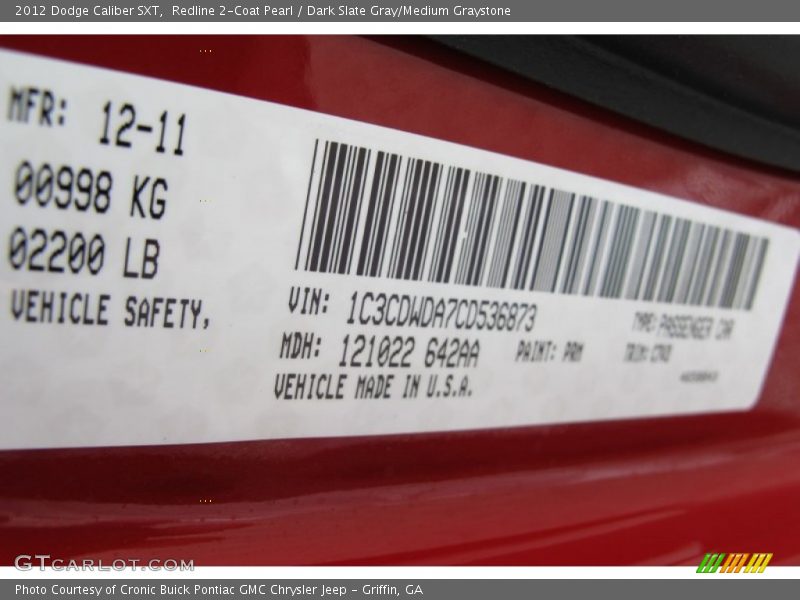 2012 Dodge Caliber SXT, Redline 2-Coat Pearl / Dark Slate Gray/Medium Graystone
MFR: 12-11
00998 KG
02200 LB
VEHICLE SAFETY,
VIN: 1C3CDWDA7CD536873
TYPE: PASSENGER CAR
MDH: 121022 642AA
PAINT: PRM
TRIM:
VEHICLE MADE IN U.S.A.
GTCARLOT.COM
Photo Courtesy of Cronic Buick Pontiac GMC Chrysler Jeep - Griffin, GA